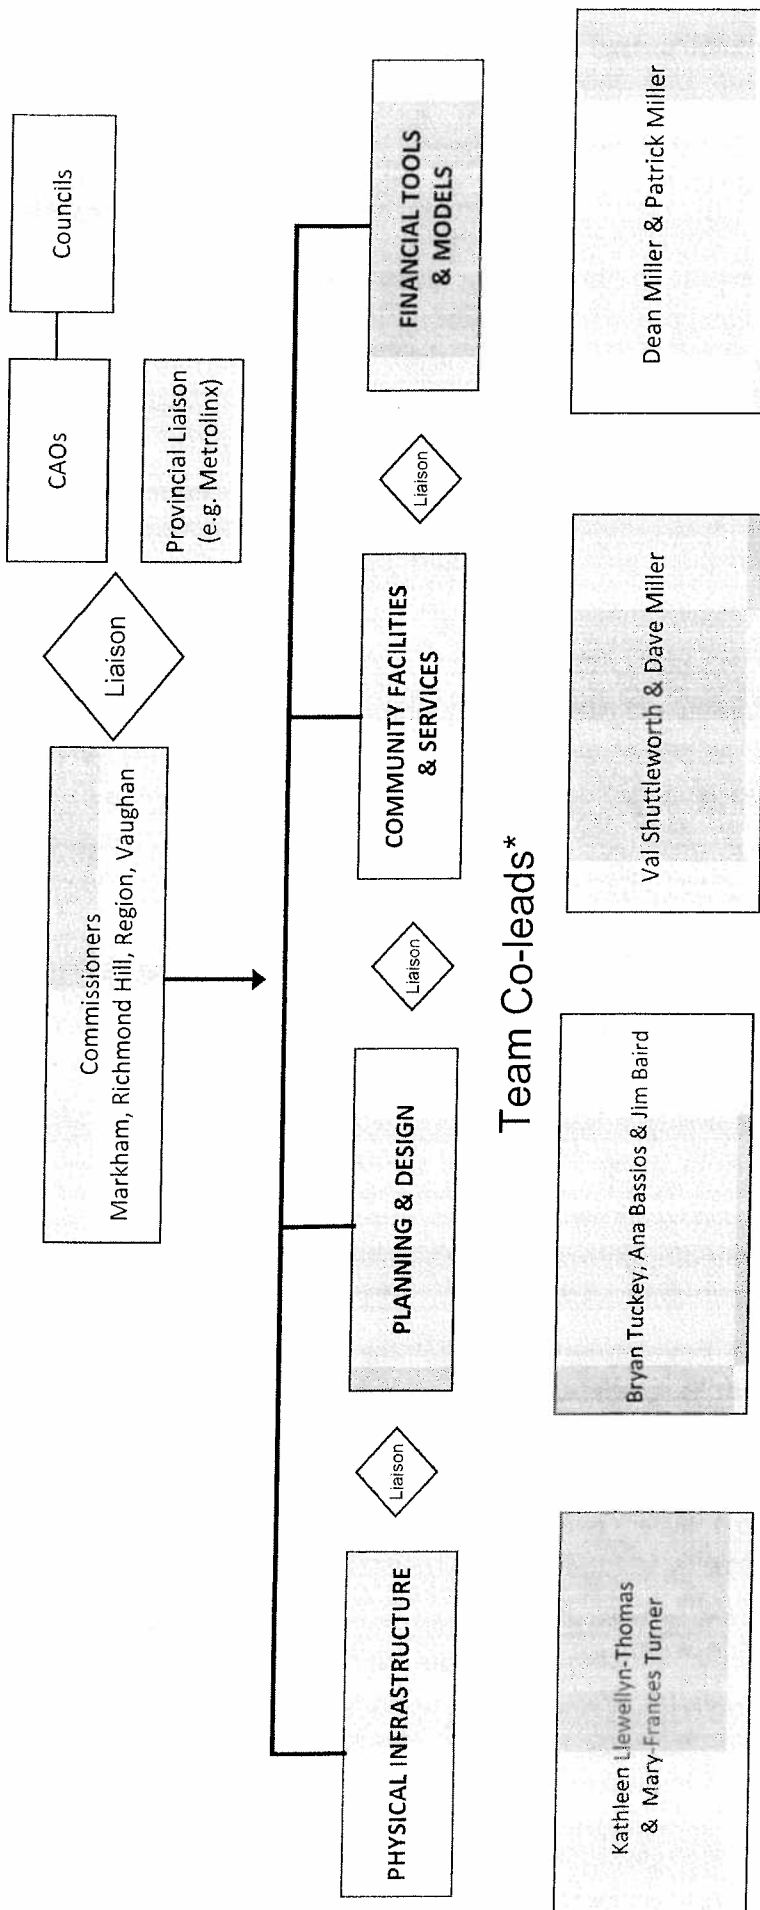 Commissioners
Markham, Richmond Hill, Region, Vaughan
Liaison
CAOs
Councils
Provincial Liaison
(e.g. Metrolinx)
PHYSICAL INFRASTRUCTURE
Liaison
PLANNING & DESIGN
Liaison
COMMUNITY FACILITIES
& SERVICES
Liaison
FINANCIAL TOOLS
& MODELS
Team Co-leads*
Kathleen Llewellyn-Thomas
& Mary-Frances Turner
Bryan Tuckey, Ana Bassios & Jim Baird
Val Shuttleworth & Dave Miller
Dean Miller & Patrick Miller